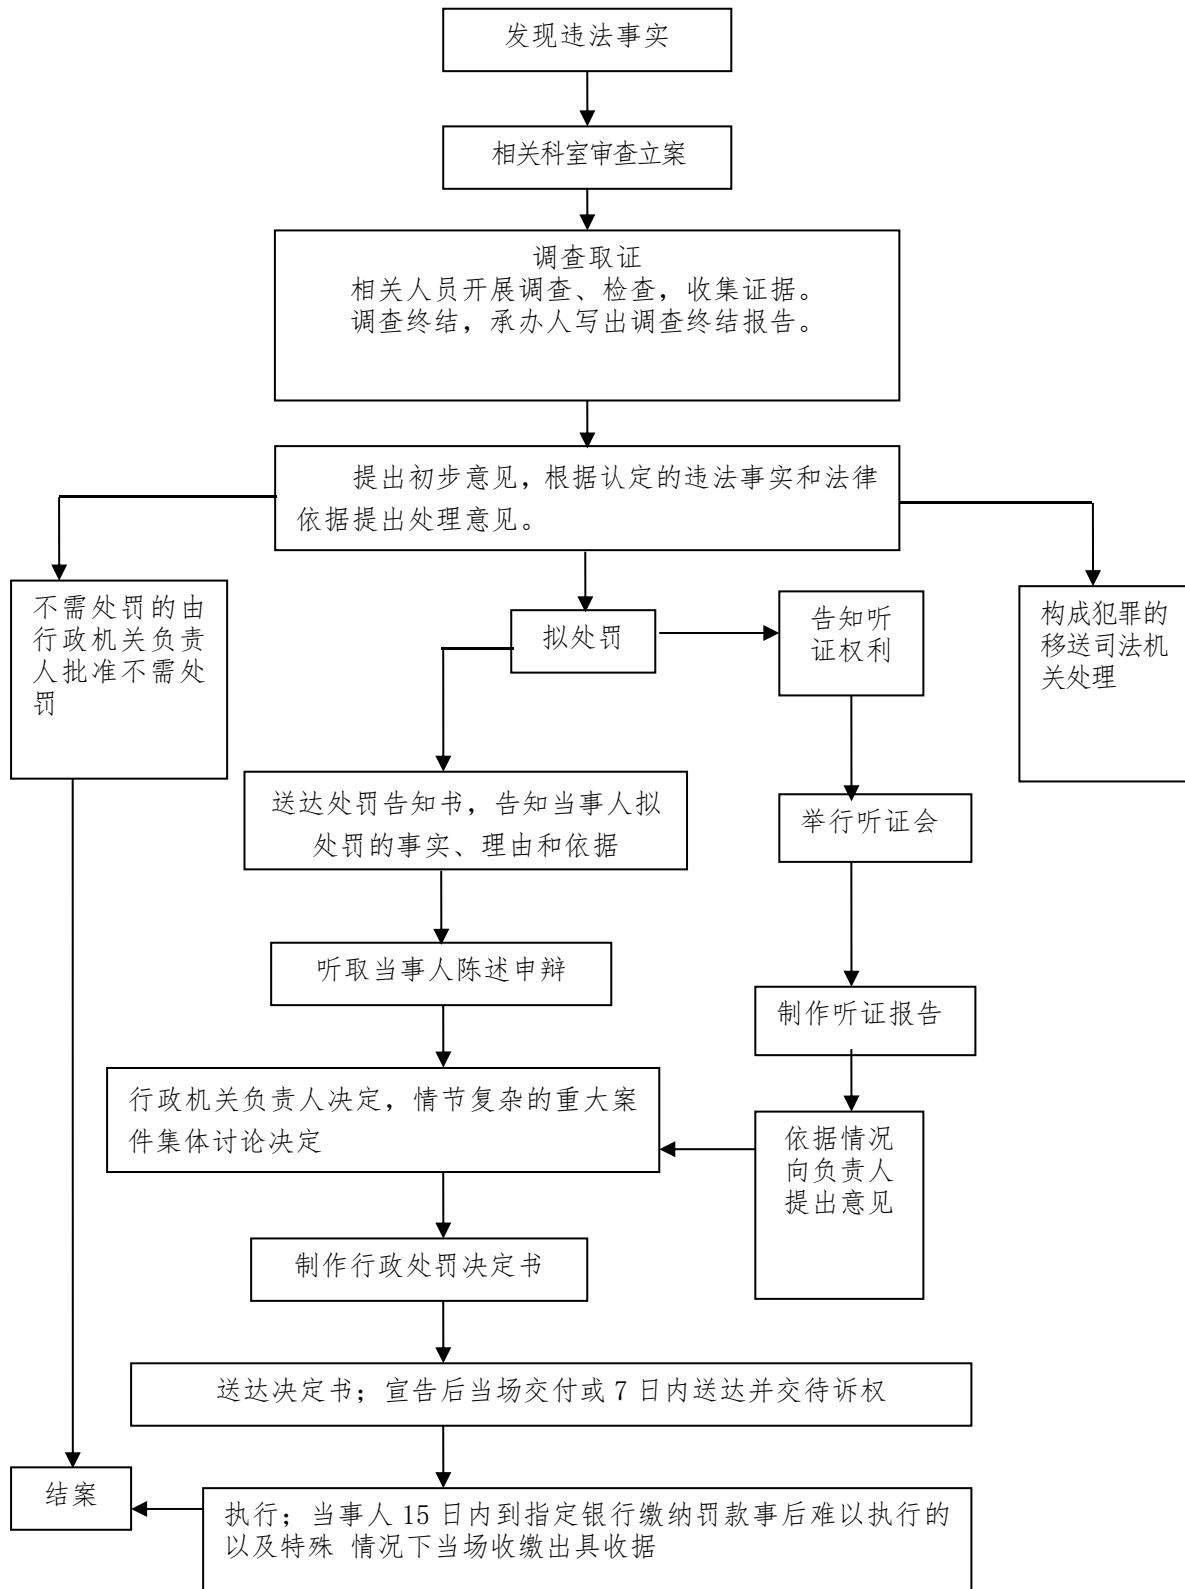 发现违法事实
相关科室审查立案
调查取证
相关人员开展调查、检查，收集证据。
调查终结，承办人写出调查终结报告。
提出初步意见，根据认定的违法事实和法律
依据提出处理意见。
不需处罚的由
行政机关负责
人批准不需处
罚
拟处罚
告知听
证权利
构成犯罪的
移送司法机
关处理
送达处罚告知书，告知当事人拟
处罚的事实、理由和依据
举行听证会
听取当事人陈述申辩
制作听证报告
行政机关负责人决定，情节复杂的重大案
件集体讨论决定
依据情况
向负责人
提出意见
制作行政处罚决定书
送达决定书；宣告后当场交付或 7 日内送达并交待诉权
结案
执行；当事人 15 日内到指定银行缴纳罚款事后难以执行的
以及特殊 情况下当场收缴出具收据